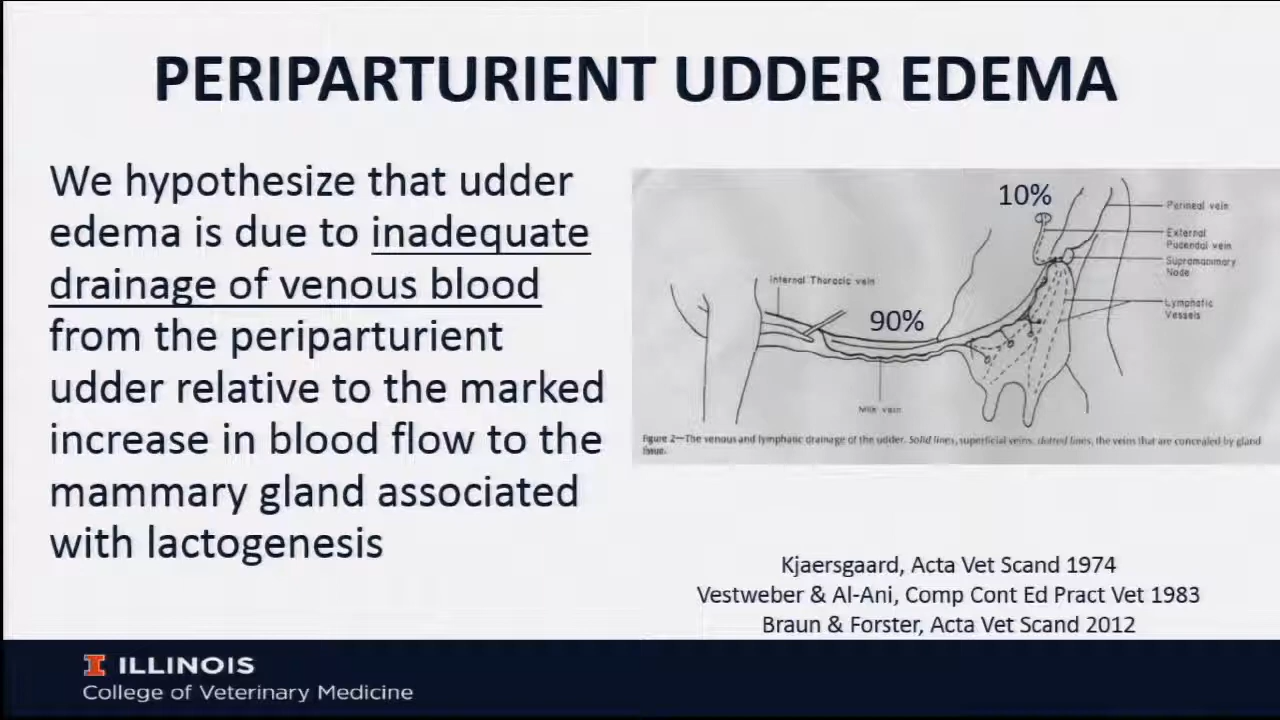 PERIPARTURIENT UDDER EDEMA
We hypothesize that udder
edema is due to inadequate
drainage of venous blood
from the periparturient
udder relative to the marked
increase in blood flow to the
mammary gland associated
with lactogenesis
10%
Perineal vein
External
Pudendal vein
Supramammary
Node
Internal Thoracic vein
Lymphatic
Vessels
90%
Milk vein
Figure 2—The venous and lymphatic drainage of the udder. Solid lines, superficial veins, dotted lines, the veins that are concealed by gland
tissue.
Kjaersgaard, Acta Vet Scand 1974
Vestweber & Al-Ani, Comp Cont Ed Pract Vet 1983
Braun & Forster, Acta Vet Scand 2012
I ILLINOIS
College of Veterinary Medicine